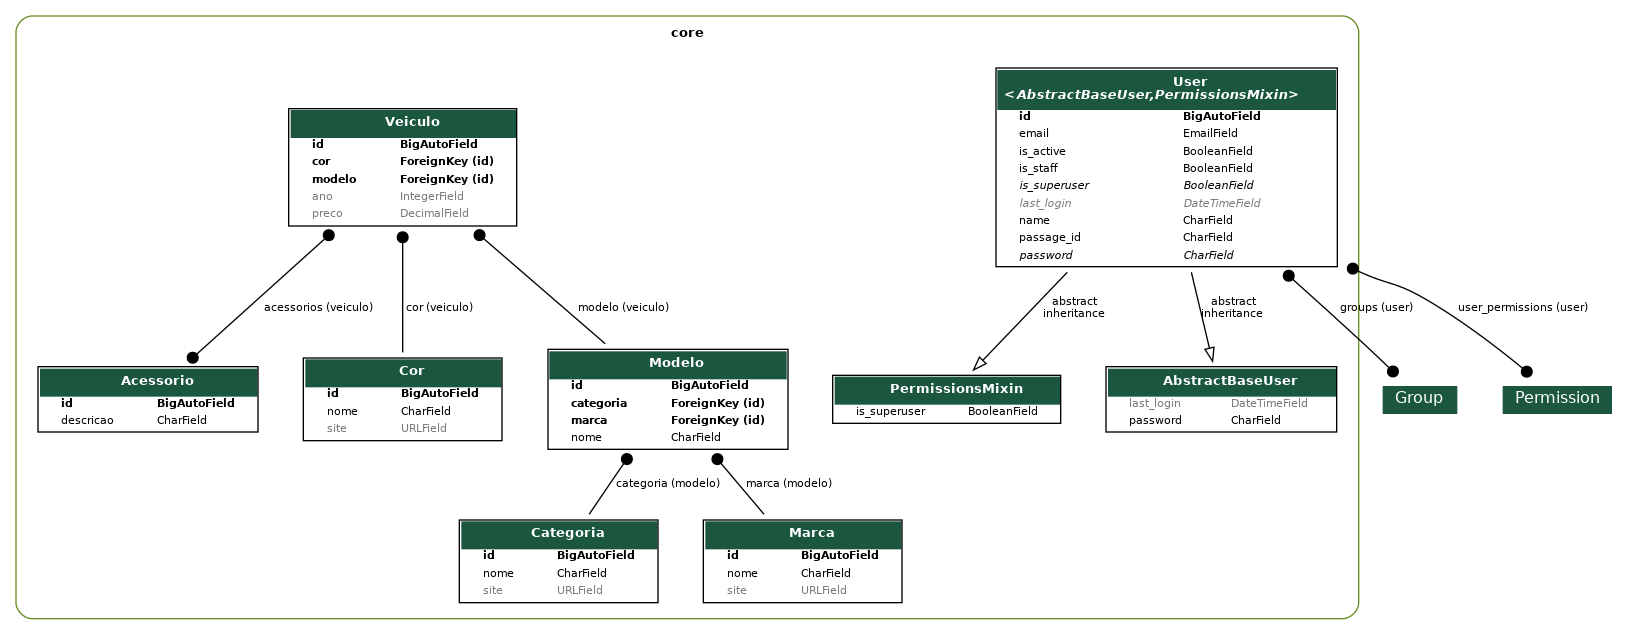 core
User
<AbstractBaseUser,PermissionsMixin>
id BigAutoField
email EmailField
is_active BooleanField
is_staff BooleanField
is_superuser BooleanField
last_login DateTimeField
name CharField
passage_id CharField
password CharField
Veiculo
id BigAutoField
cor ForeignKey (id)
modelo ForeignKey (id)
ano IntegerField
preco DecimalField
acessorios (veiculo)
cor (veiculo)
modelo (veiculo)
abstract
inheritance
abstract
inheritance
groups (user)
user_permissions (user)
Acessorio
id BigAutoField
descricao CharField
Cor
id BigAutoField
nome CharField
site URLField
Modelo
id BigAutoField
categoria ForeignKey (id)
marca ForeignKey (id)
nome CharField
PermissionsMixin
is_superuser BooleanField
AbstractBaseUser
last_login DateTimeField
password CharField
Group
Permission
categoria (modelo)
marca (modelo)
Categoria
id BigAutoField
nome CharField
site URLField
Marca
id BigAutoField
nome CharField
site URLField